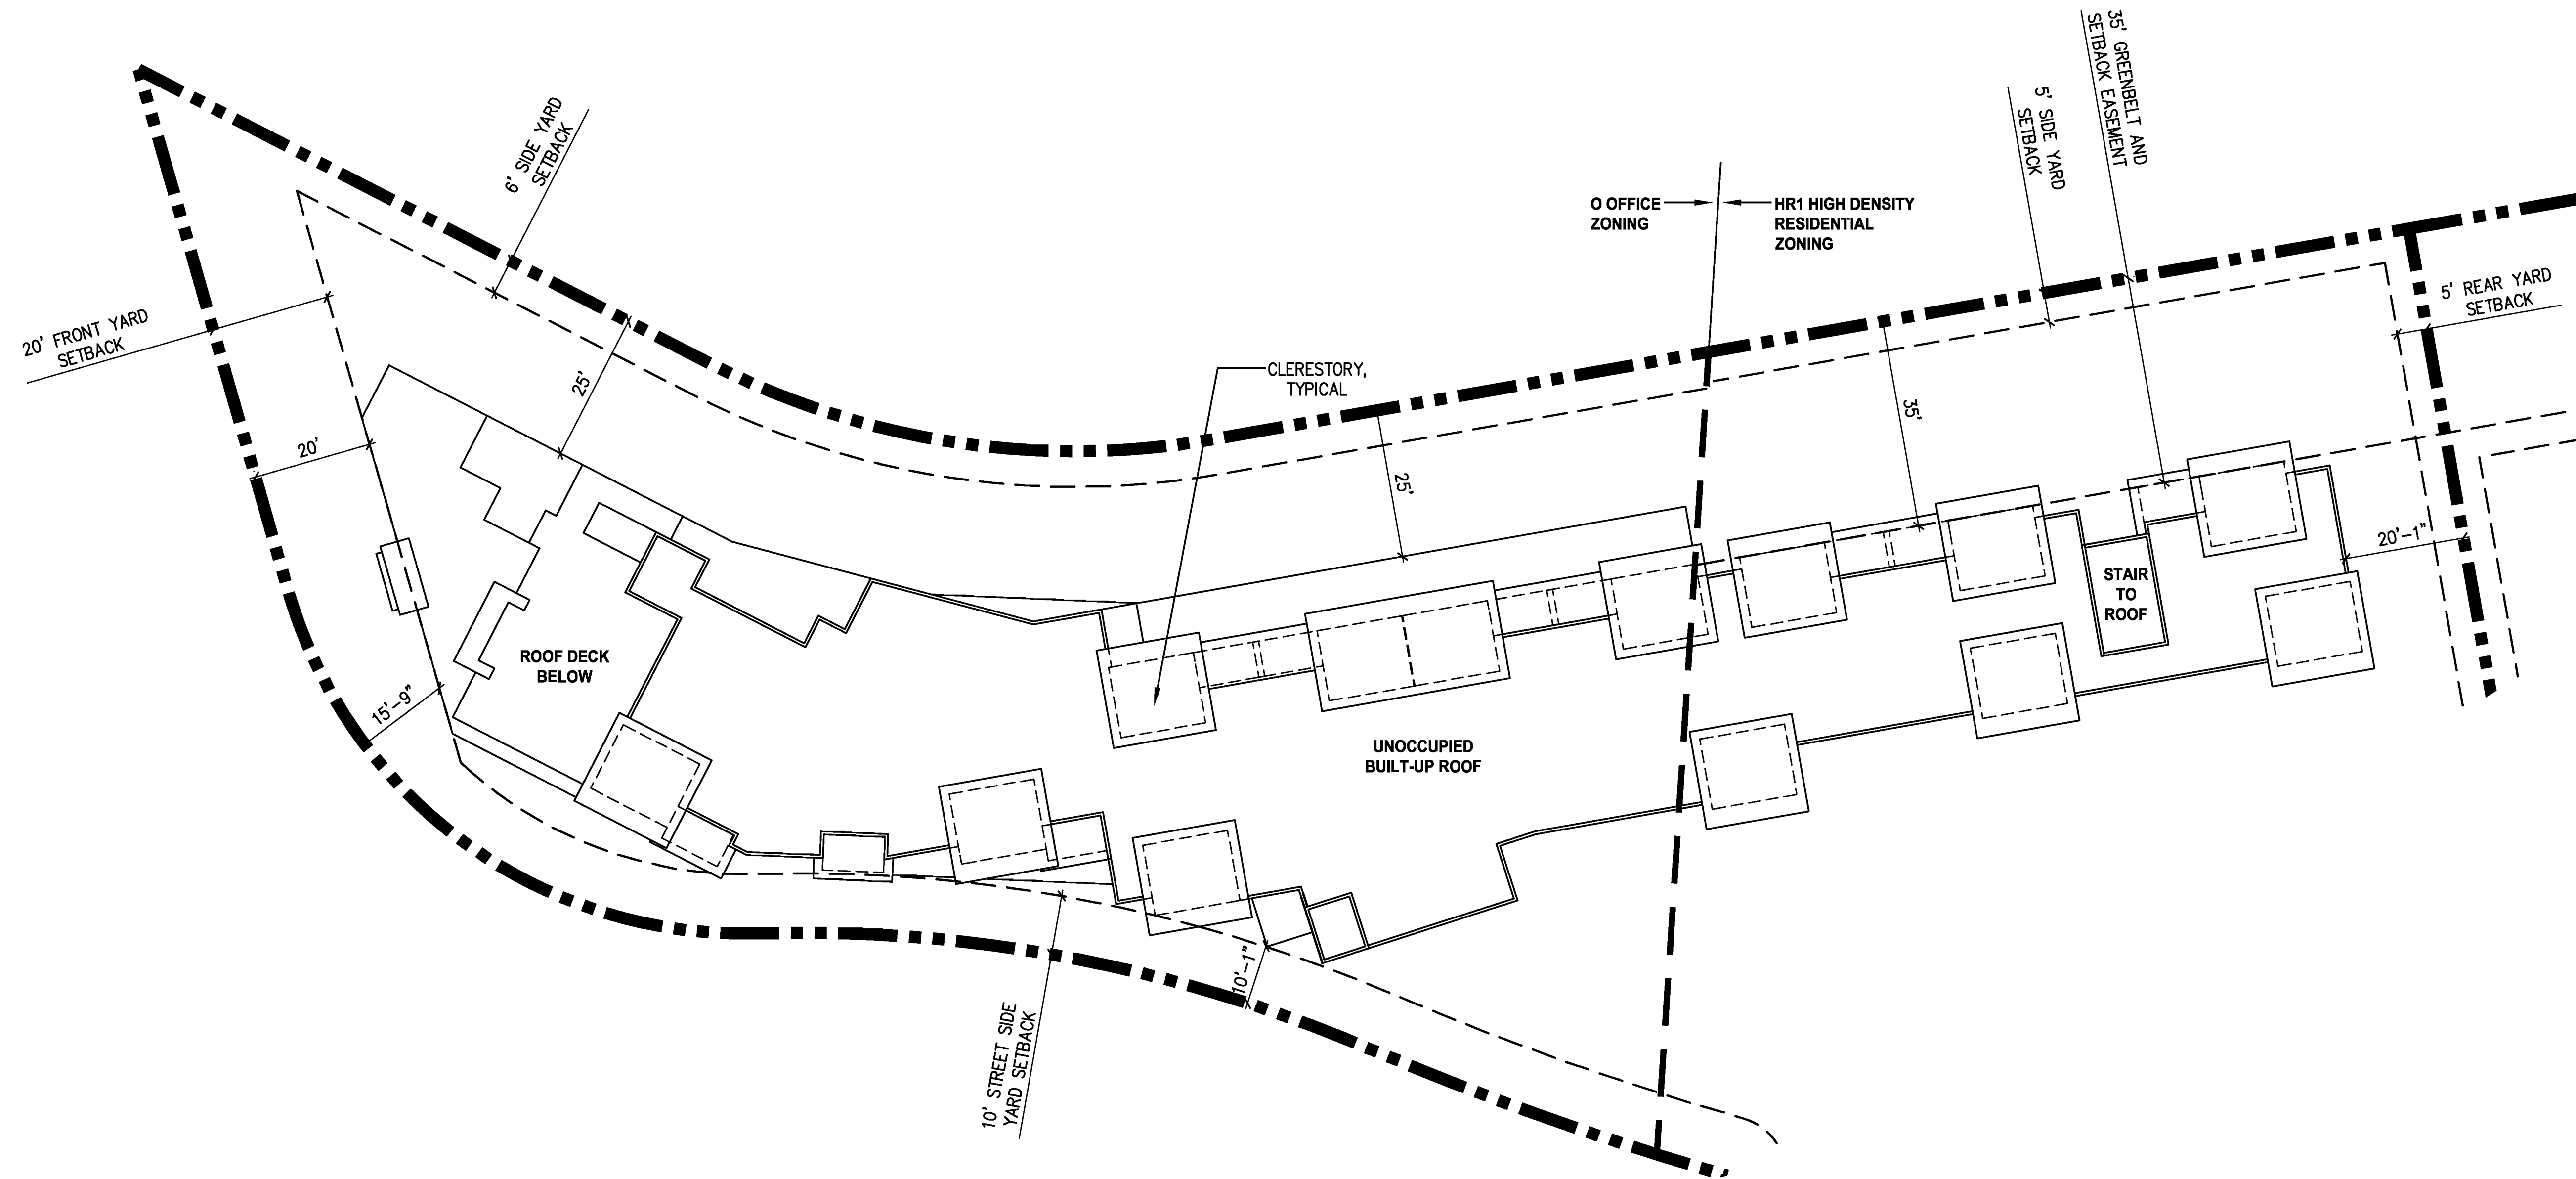 35' GREENBELT AND
SETBACK EASEMENT
5' SIDE YARD
SETBACK
6' SIDE YARD
SETBACK
O OFFICE
ZONING
HR1 HIGH DENSITY
RESIDENTIAL
ZONING
5' REAR YARD
SETBACK
20' FRONT YARD
SETBACK
25'
CLERESTORY,
TYPICAL
35'
20'
25'
20'-1"
STAIR
TO
ROOF
ROOF DECK
BELOW
15'-9"
UNOCCUPIED
BUILT-UP ROOF
10'-1"
10' STREET SIDE
YARD SETBACK